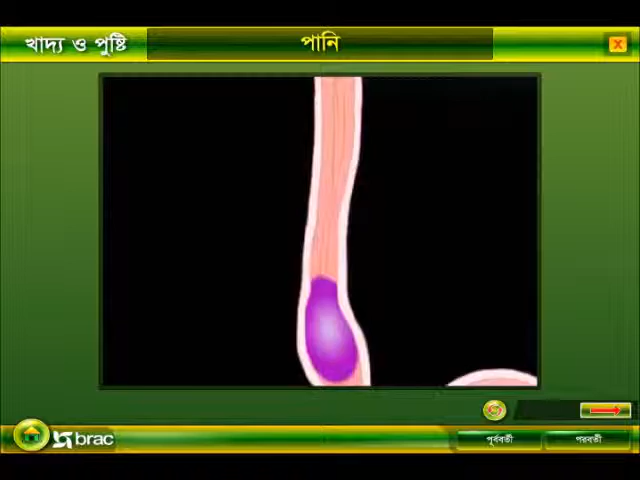 খাদ্য ও পুষ্টি
পানি
X
brac
পূর্ববর্তী
পরবর্তী